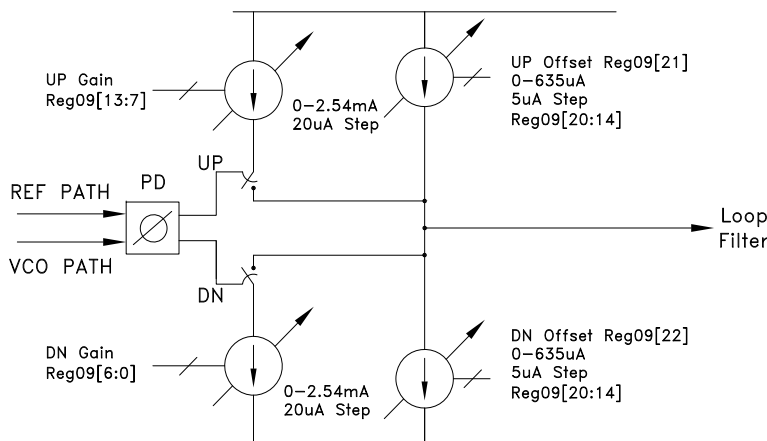 UP Gain
Reg09[13:7]
0-2.54mA
20uA Step
UP Offset Reg09[21]
0-635uA
5uA Step
Reg09[20:14]
UP
PD
REF PATH
VCO PATH
DN
Loop
Filter
DN Gain
Reg09[6:0]
0-2.54mA
20uA Step
DN Offset Reg09[22]
0-635uA
5uA Step
Reg09[20:14]